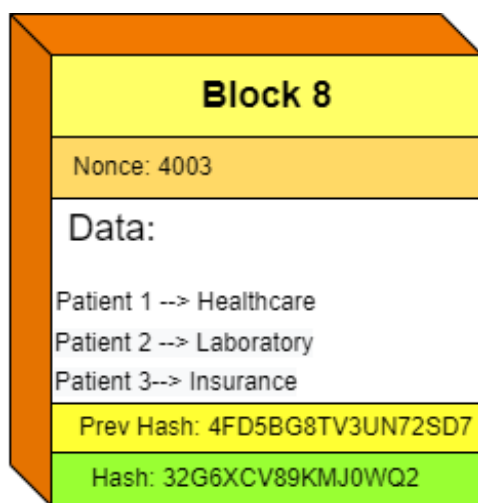 Block 8
Nonce: 4003
Data:
Patient 1 --> Healthcare
Patient 2 --> Laboratory
Patient 3--> Insurance
Prev Hash: 4FD5BG8TV3UN72SD7
Hash: 32G6XCV89KMJ0WQ2